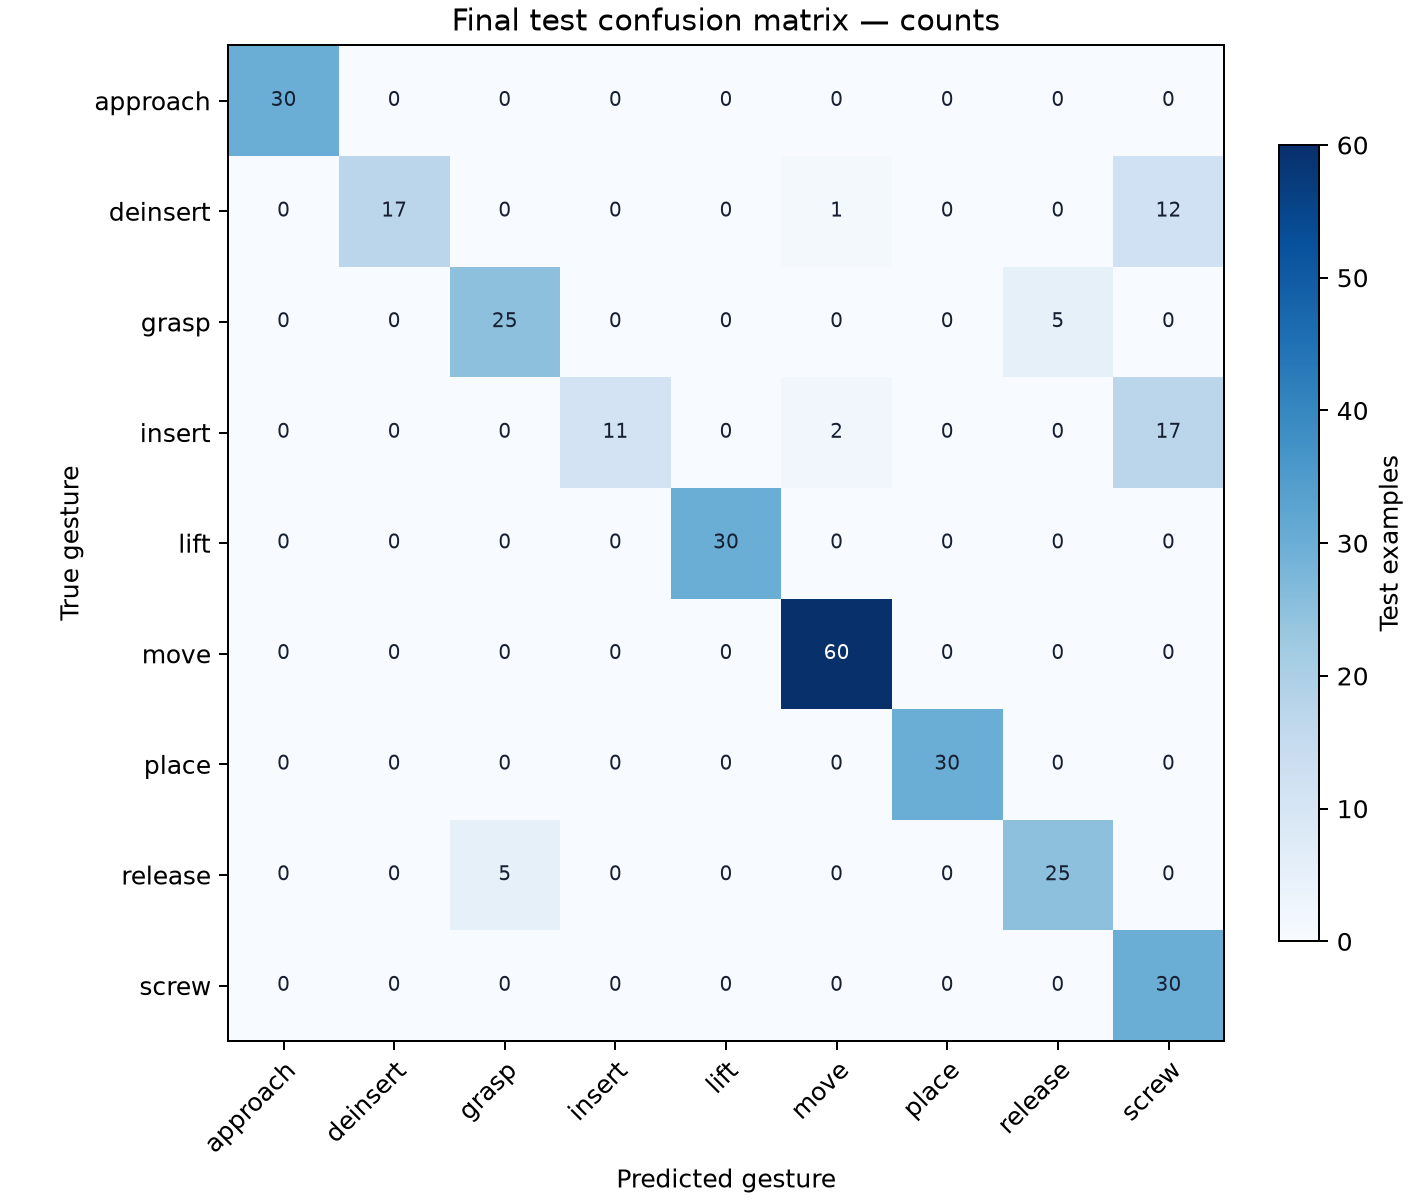 Final test confusion matrix — counts
approach 30 0 0 0 0 0 0 0 0
deinsert 0 17 0 0 0 1 0 0 12
grasp 0 0 25 0 0 0 0 5 0
insert 0 0 0 11 0 2 0 0 17
lift 0 0 0 0 30 0 0 0 0
move 0 0 0 0 0 60 0 0 0
place 0 0 0 0 0 0 30 0 0
release 0 0 5 0 0 0 0 25 0
screw 0 0 0 0 0 0 0 0 30
True gesture
approach deinsert grasp insert lift move place release screw
Predicted gesture
60
50
40
30
20
10
0
Test examples